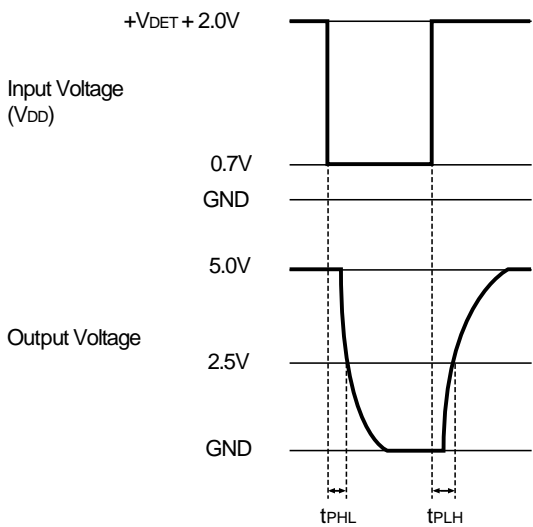 +VDET + 2.0V
Input Voltage
(VDD)
0.7V
GND
5.0V
Output Voltage
2.5V
GND
tPHL
tPLH